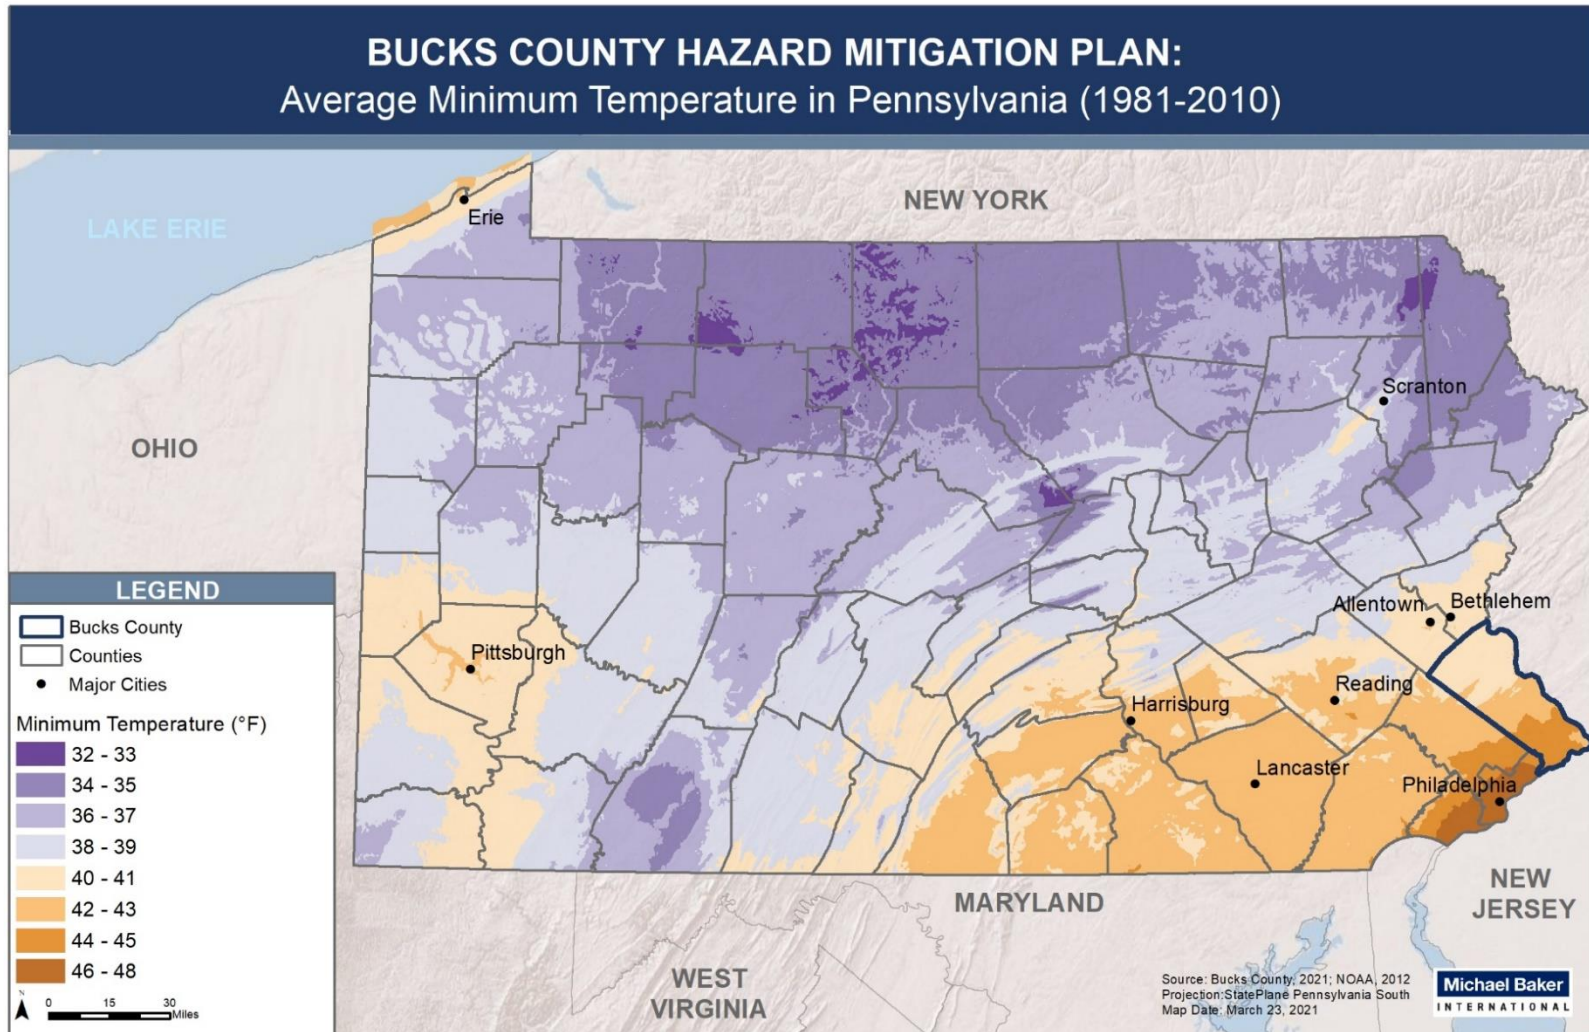 BUCKS COUNTY HAZARD MITIGATION PLAN:
Average Minimum Temperature in Pennsylvania (1981-2010)
LAKE ERIE
NEW YORK
Erie
Scranton
OHIO
Allentown
Bethlehem
Pittsburgh
Reading
Harrisburg
Lancaster
Philadelphia
MARYLAND
NEW
JERSEY
WEST
VIRGINIA
LEGEND
Bucks County
Counties
Major Cities
Minimum Temperature (°F)
32 - 33
34 - 35
36 - 37
38 - 39
40 - 41
42 - 43
44 - 45
46 - 48
N
0 15 30
Miles
Source: Bucks County, 2021; NOAA, 2012
Projection:StatePlane Pennsylvania South
Map Date: March 23, 2021
Michael Baker
INTERNATIONAL